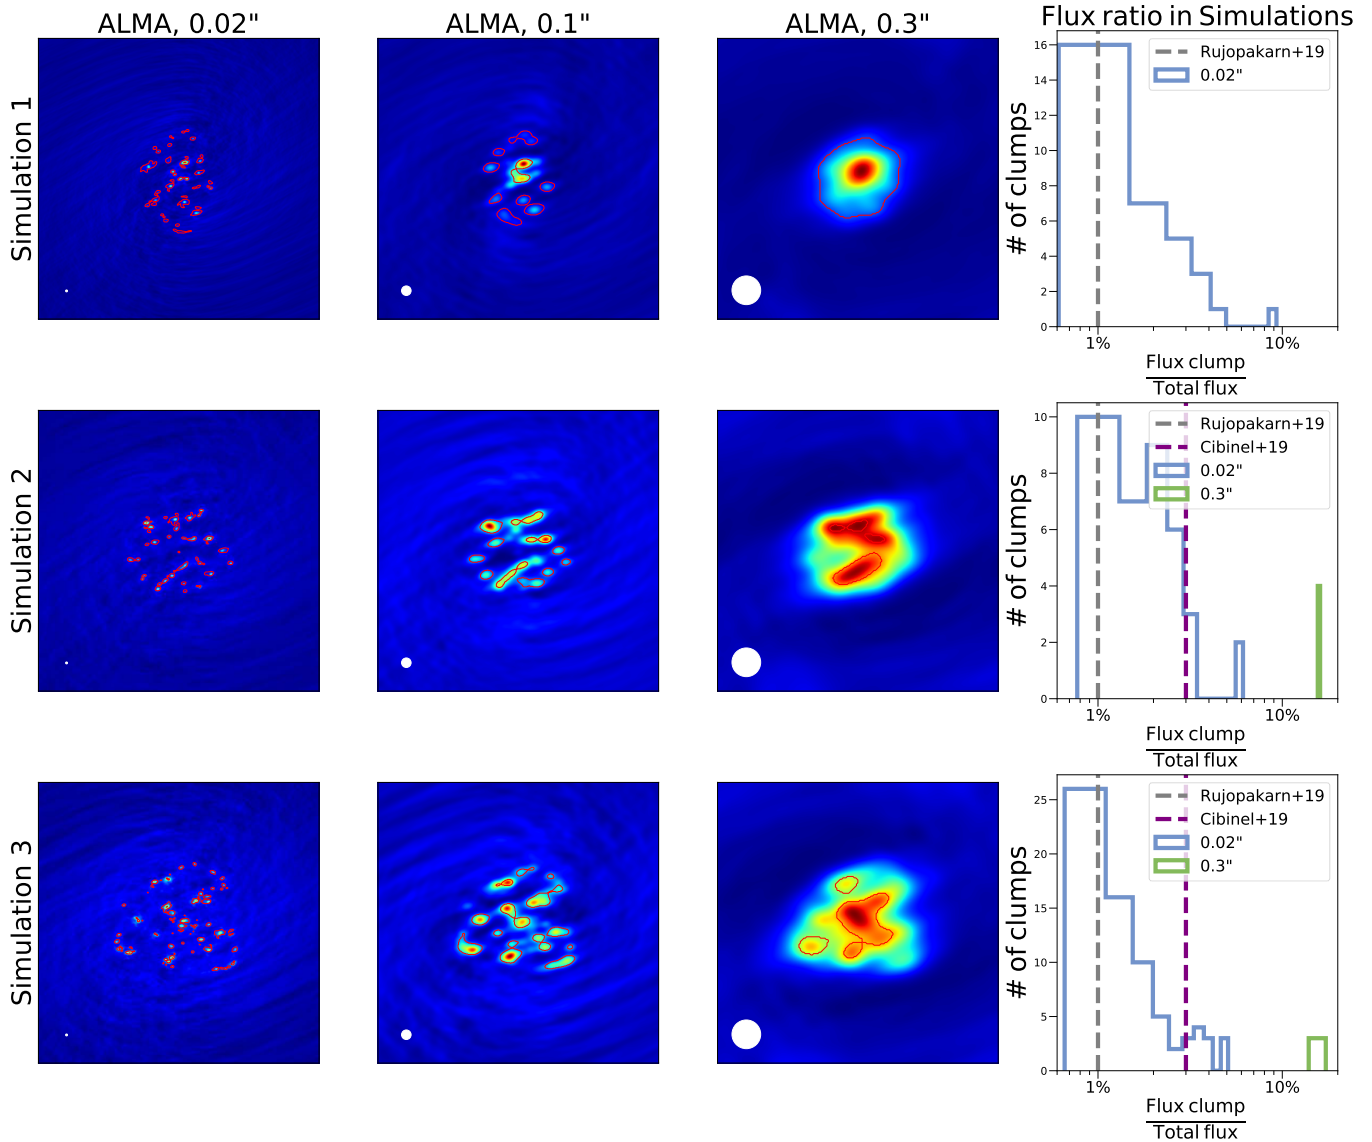 ALMA, 0.02"
ALMA, 0.1"
ALMA, 0.3"
Flux ratio in Simulations
Simulation 1
# of clumps
16
14
12
10
8
6
4
2
0
Rujopakarn+19
0.02"
1%
10%
Flux clump
Total flux
Simulation 2
# of clumps
10
8
6
4
2
0
Rujopakarn+19
Cibinel+19
0.02"
0.3"
1%
10%
Flux clump
Total flux
Simulation 3
# of clumps
25
20
15
10
5
0
Rujopakarn+19
Cibinel+19
0.02"
0.3"
1%
10%
Flux clump
Total flux